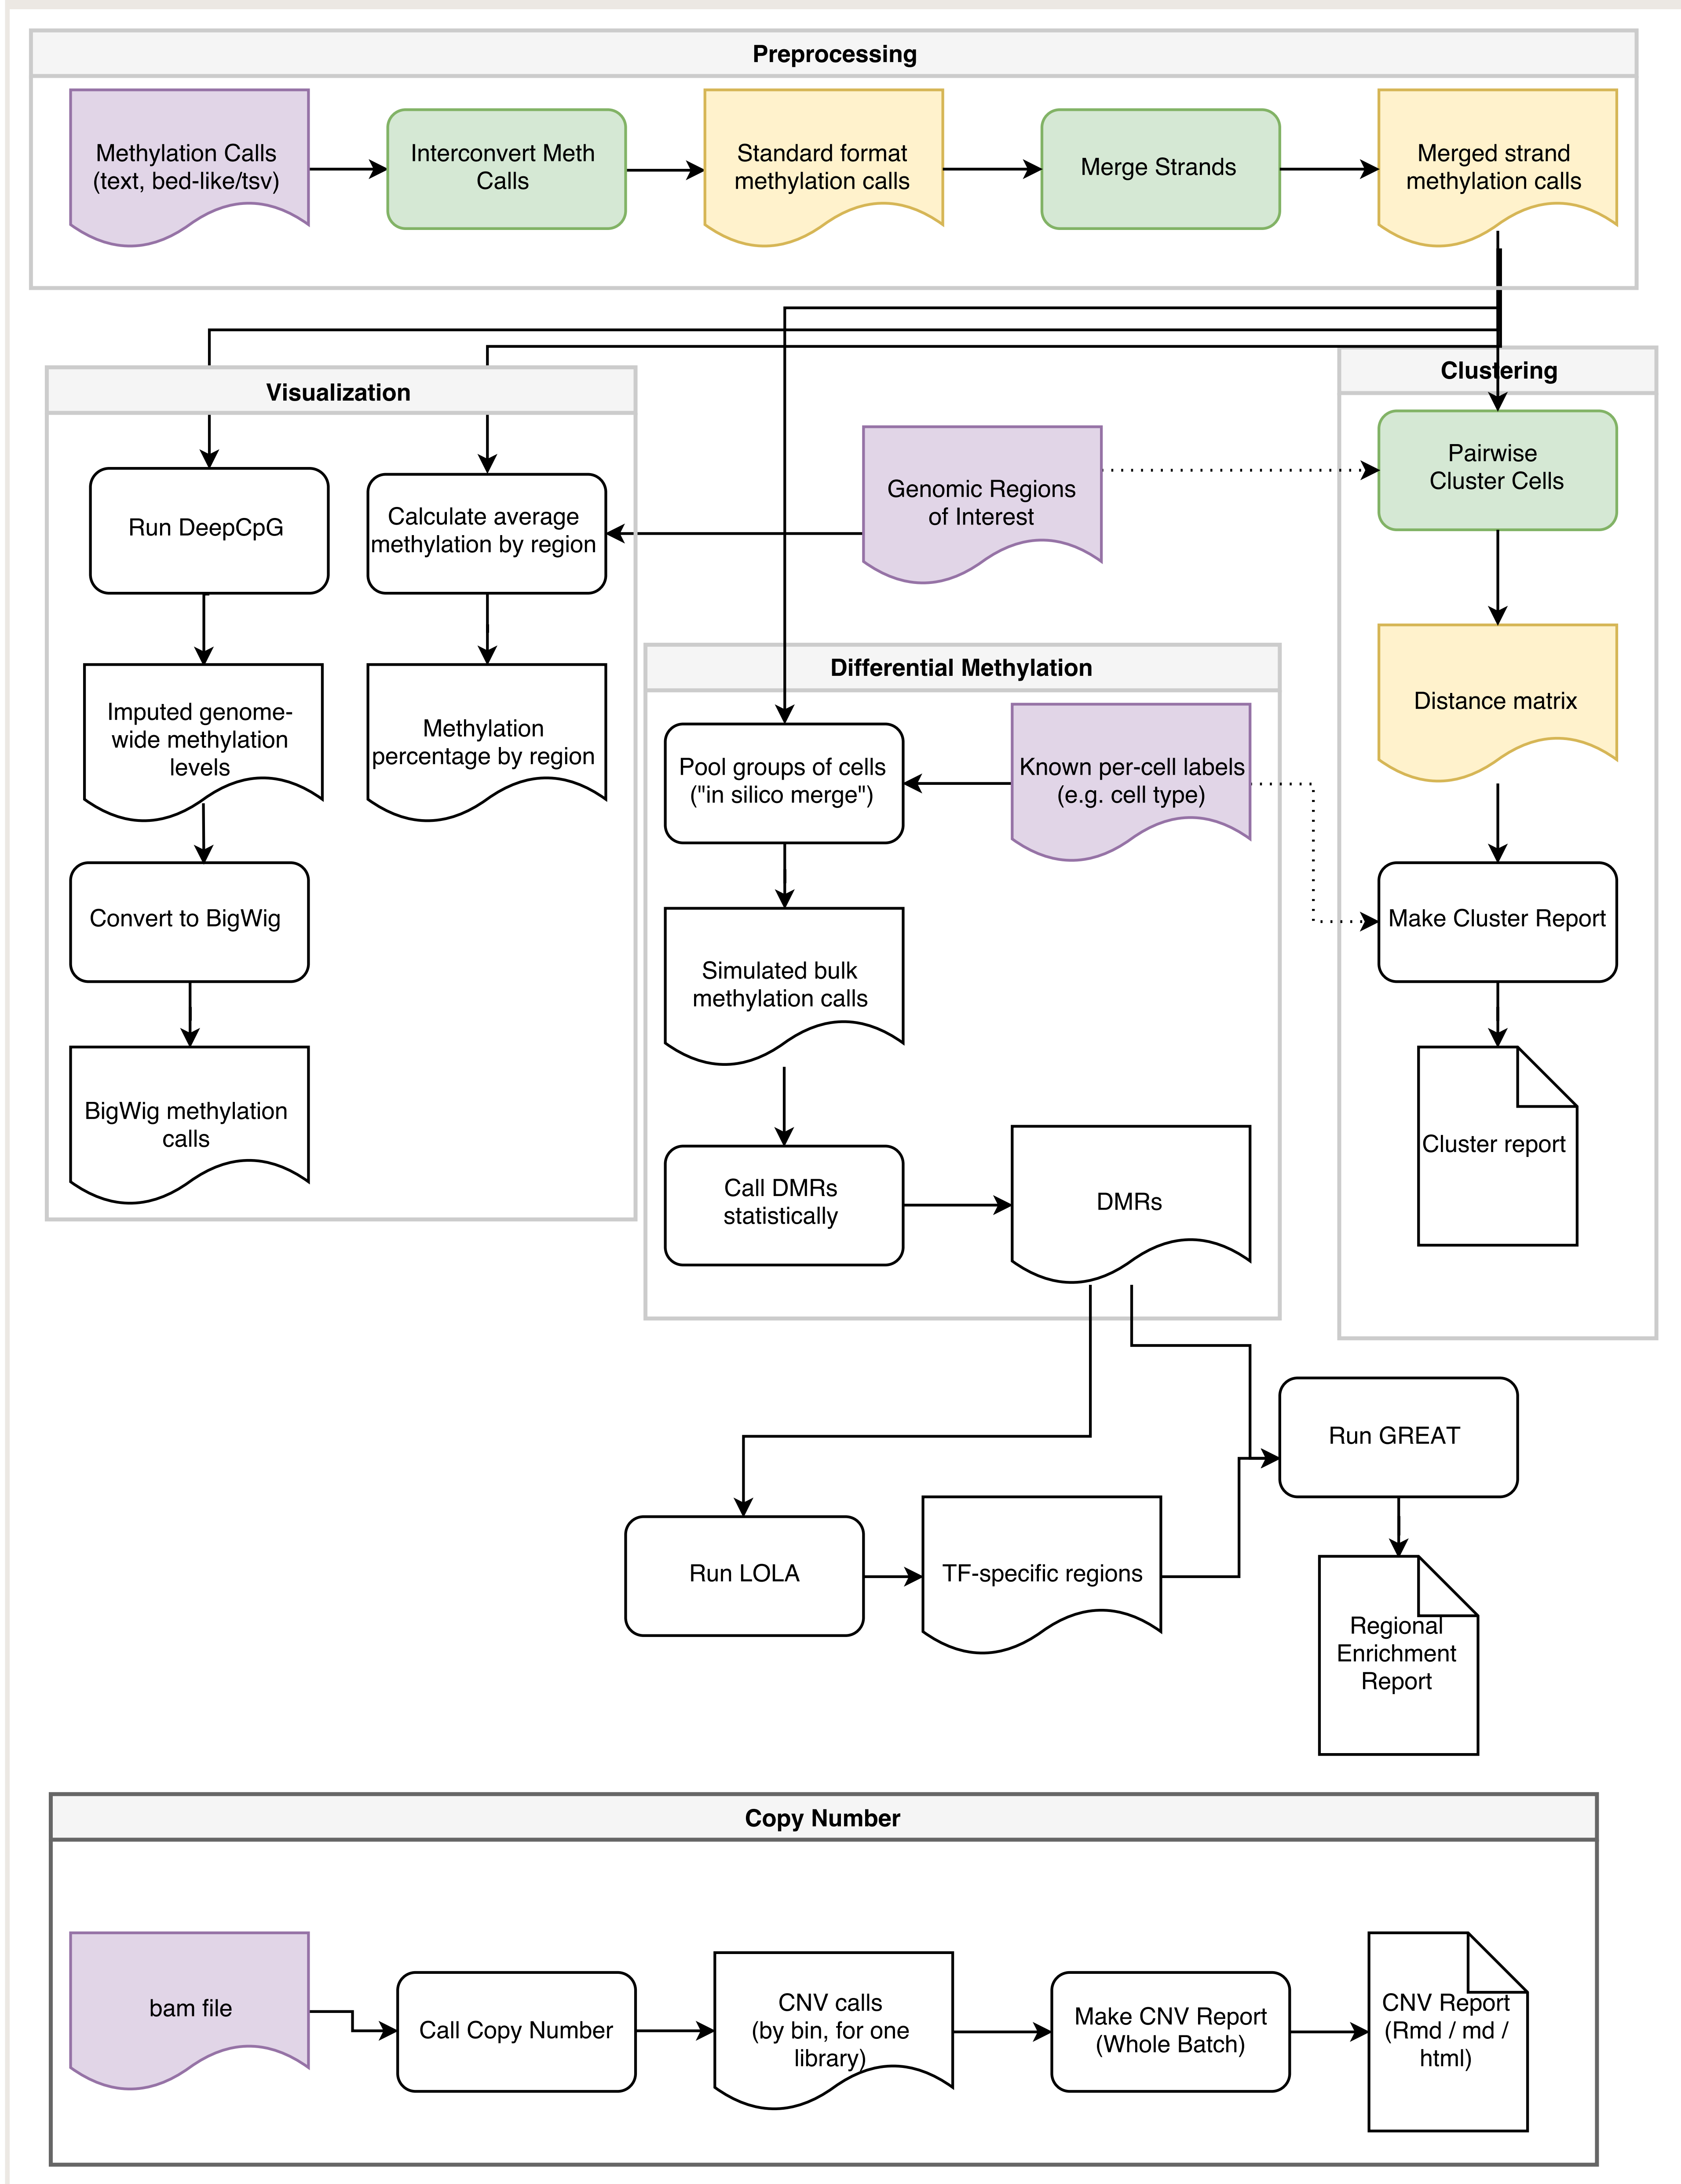 Preprocessing
Methylation Calls
(text, bed-like/tsv)
Interconvert Meth
Calls
Standard format
methylation calls
Merge Strands
Merged strand
methylation calls
Visualization
Clustering
Run DeepCpG
Calculate average
methylation by region
Genomic Regions
of Interest
Pairwise
Cluster Cells
Imputed genome-
wide methylation
levels
Methylation
percentage by region
Differential Methylation
Pool groups of cells
("in silico merge")
Known per-cell labels
(e.g. cell type)
Distance matrix
Convert to BigWig
Make Cluster Report
Simulated bulk
methylation calls
BigWig methylation
calls
Cluster report
Call DMRs
statistically
DMRs
Run GREAT
Run LOLA
TF-specific regions
Regional
Enrichment
Report
Copy Number
bam file
Call Copy Number
CNV calls
(by bin, for one
library)
Make CNV Report
(Whole Batch)
CNV Report
(Rmd / md /
html)